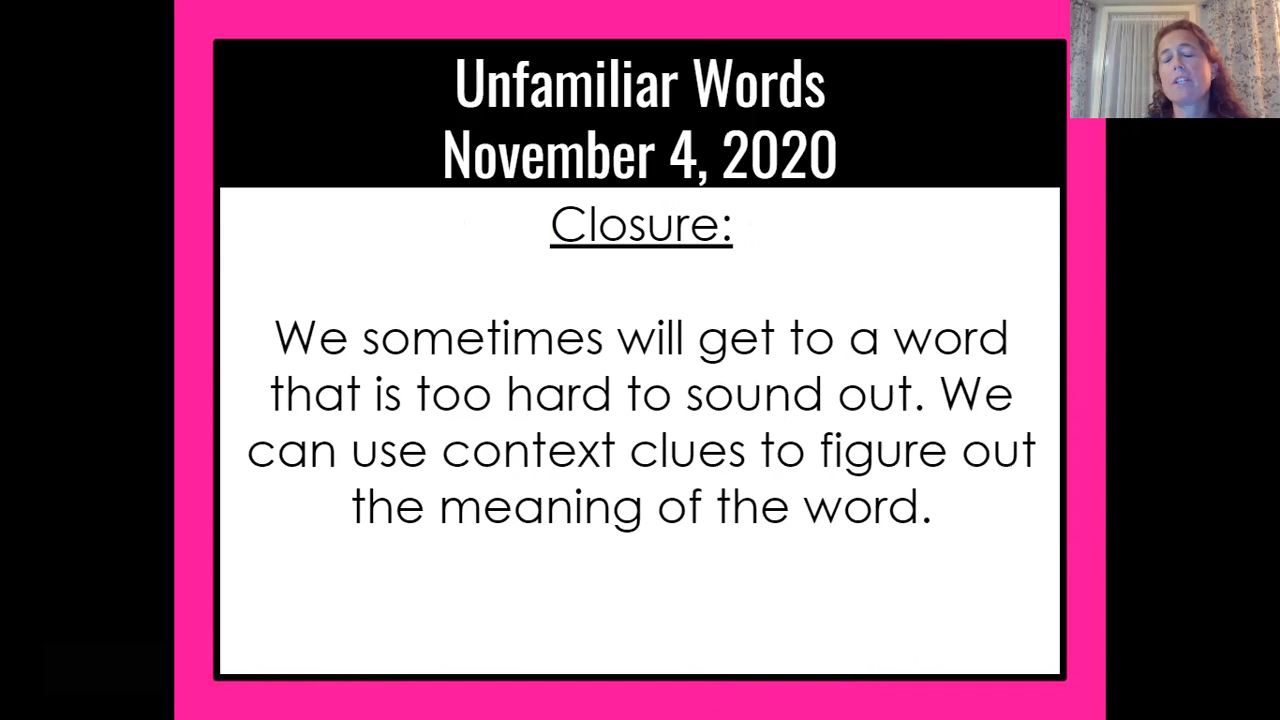 Unfamiliar Words
November 4, 2020
Closure:
We sometimes will get to a word
that is too hard to sound out. We
can use context clues to figure out
the meaning of the word.